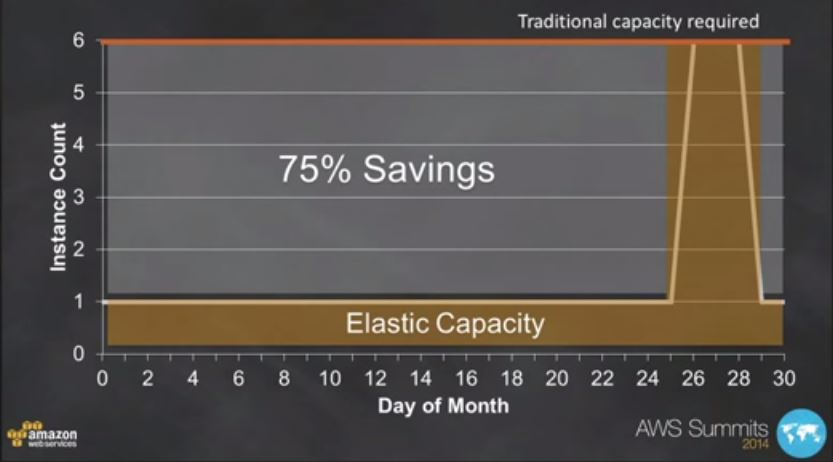 Traditional capacity required
6
5
4
3
2
1
0
Instance Count
75% Savings
Elastic Capacity
0 2 4 6 8 10 12 14 16 18 20 22 24 26 28 30
Day of Month
amazon
web services
AWS Summits
2014